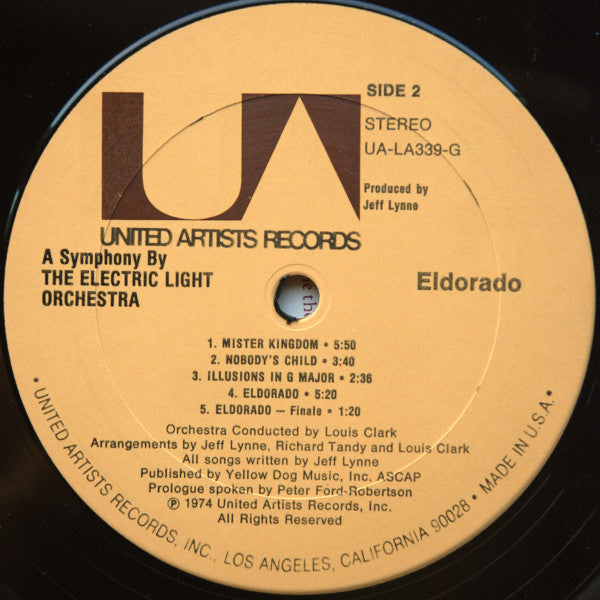 UA
SIDE 2
STEREO
UA-LA339-G
Produced by
Jeff Lynne
UNITED ARTISTS RECORDS
A Symphony By
THE ELECTRIC LIGHT
ORCHESTRA
Eldorado
1. MISTER KINGDOM • 5:50
2. NOBODY'S CHILD • 3:40
3. ILLUSIONS IN G MAJOR • 2:36
4. ELDORADO • 5:20
5. ELDORADO — Finale • 1:20
Orchestra Conducted by Louis Clark
Arrangements by Jeff Lynne, Richard Tandy and Louis Clark
All songs written by Jeff Lynne
Published by Yellow Dog Music, Inc. ASCAP
Prologue spoken by Peter Ford-Robertson
℗ 1974 United Artists Records, Inc.
All Rights Reserved
• UNITED ARTISTS RECORDS, INC., LOS ANGELES, CALIFORNIA 90028 • MADE IN U.S.A. •